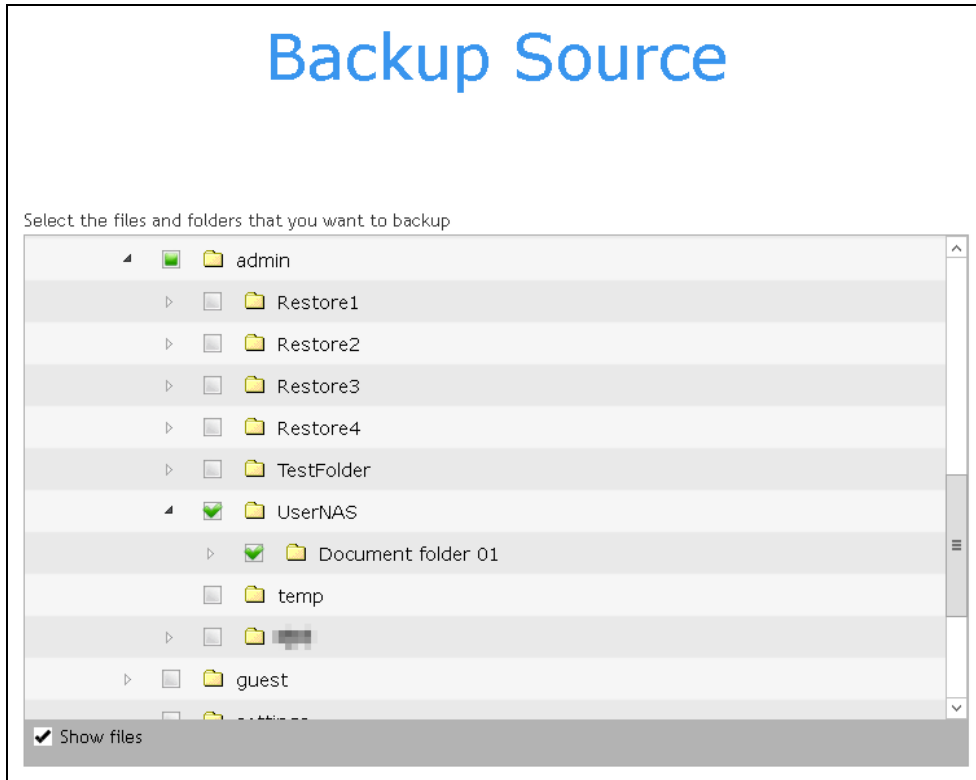 Backup Source
Select the files and folders that you want to backup
admin
Restore1
Restore2
Restore3
Restore4
TestFolder
UserNAS
Document folder 01
temp
guest
Show files